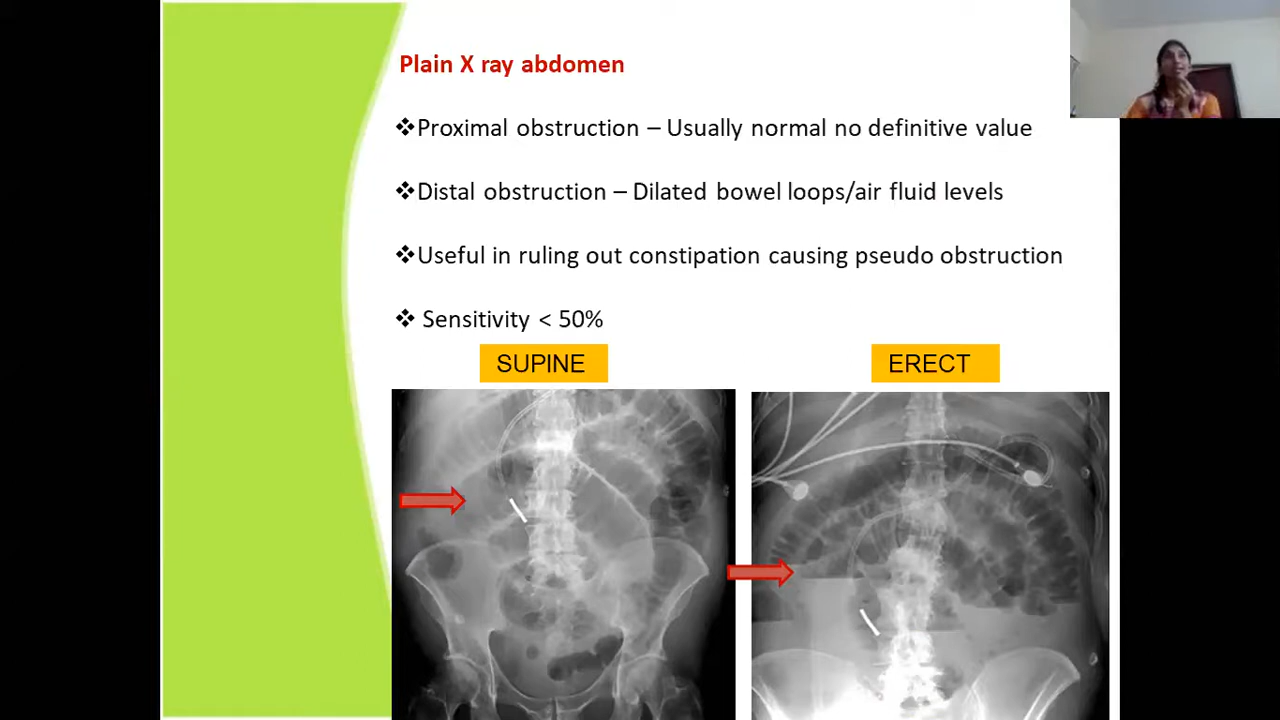 Plain X ray abdomen
❖Proximal obstruction – Usually normal no definitive value
❖Distal obstruction – Dilated bowel loops/air fluid levels
❖Useful in ruling out constipation causing pseudo obstruction
❖ Sensitivity < 50%
SUPINE
ERECT